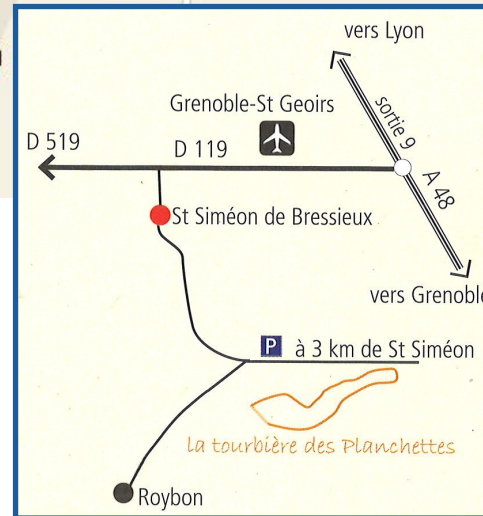 vers Lyon
Grenoble-St Geoirs
sortie 9
D 519
D 119
A 48
St Siméon de Bressieux
vers Grenoble
P à 3 km de St Siméon
la tourbière des Planchettes
Roybon